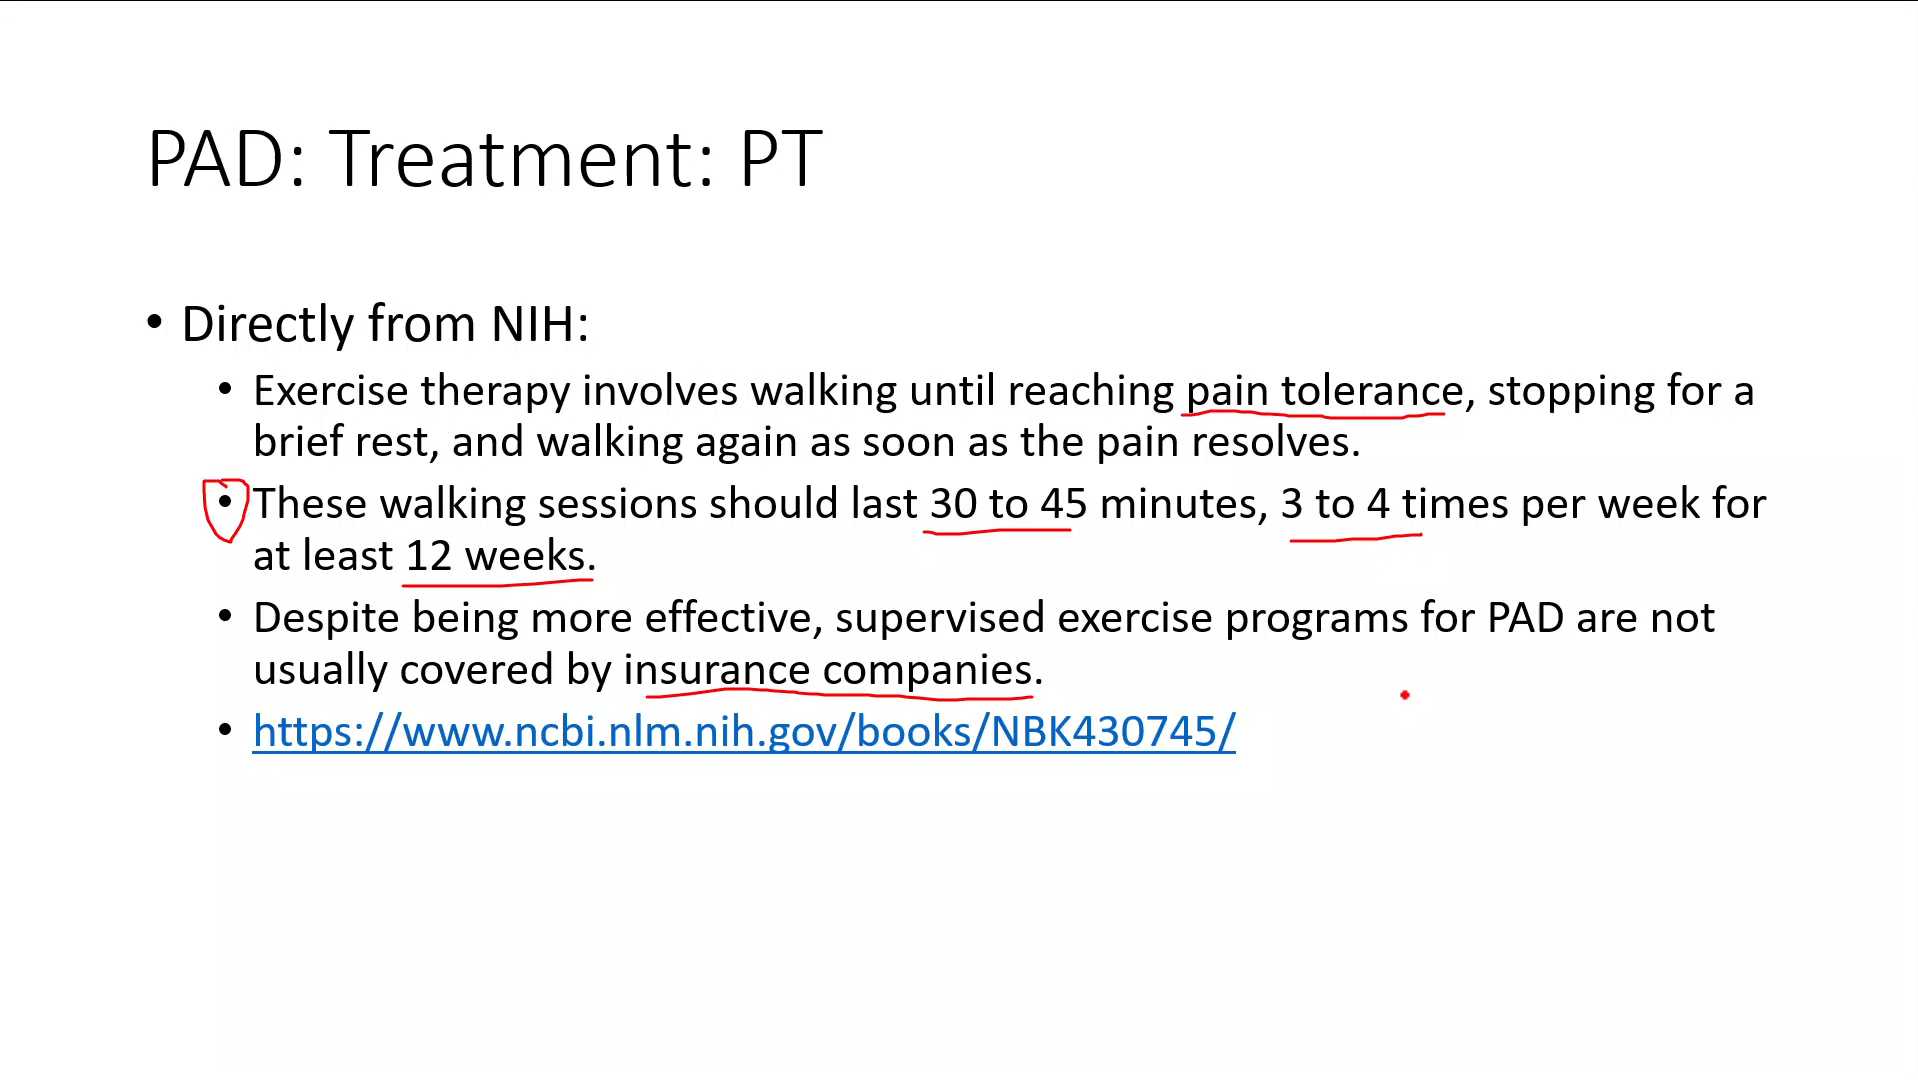 PAD: Treatment: PT
• Directly from NIH:
• Exercise therapy involves walking until reaching pain tolerance, stopping for a
brief rest, and walking again as soon as the pain resolves.
• These walking sessions should last 30 to 45 minutes, 3 to 4 times per week for
at least 12 weeks.
• Despite being more effective, supervised exercise programs for PAD are not
usually covered by insurance companies.
• https://www.ncbi.nlm.nih.gov/books/NBK430745/